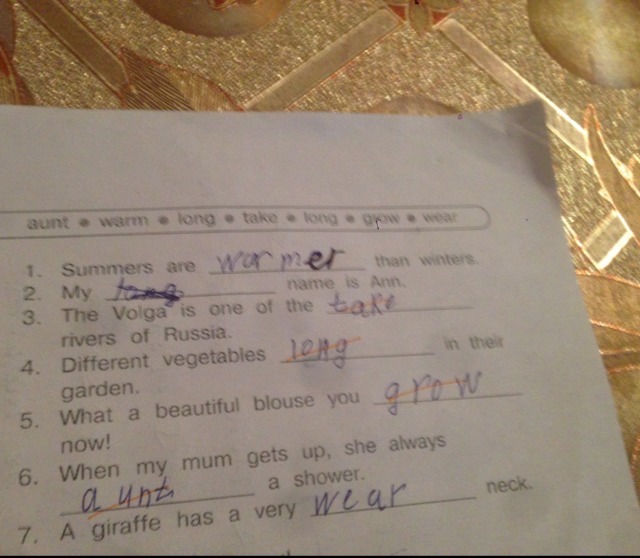 aunt • warm • long • take • long • grow • wear
1. Summers are warmer than winters.
2. My name is Ann.
3. The Volga is one of the take
rivers of Russia.
4. Different vegetables long in their
garden.
5. What a beautiful blouse you grow
now!
6. When my mum gets up, she always
aunt a shower.
7. A giraffe has a very wear neck.